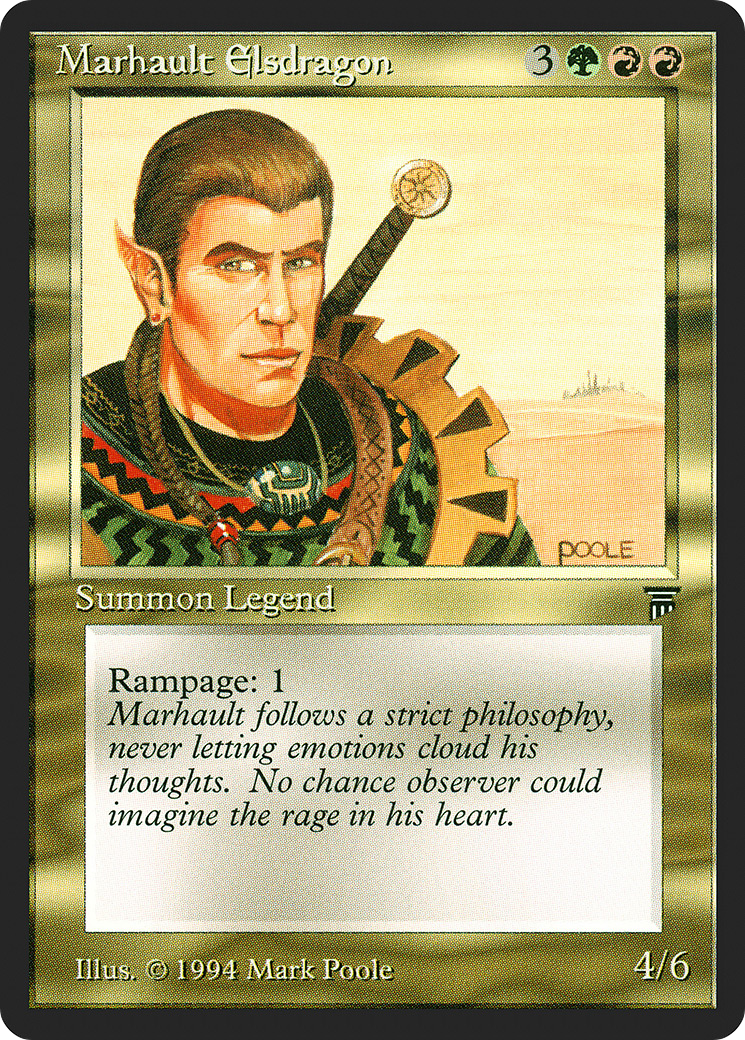 Marhault Elsdragon 3
POOLE
Summon Legend
Rampage: 1
Marhault follows a strict philosophy,
never letting emotions cloud his
thoughts. No chance observer could
imagine the rage in his heart.
Illus. © 1994 Mark Poole 4/6